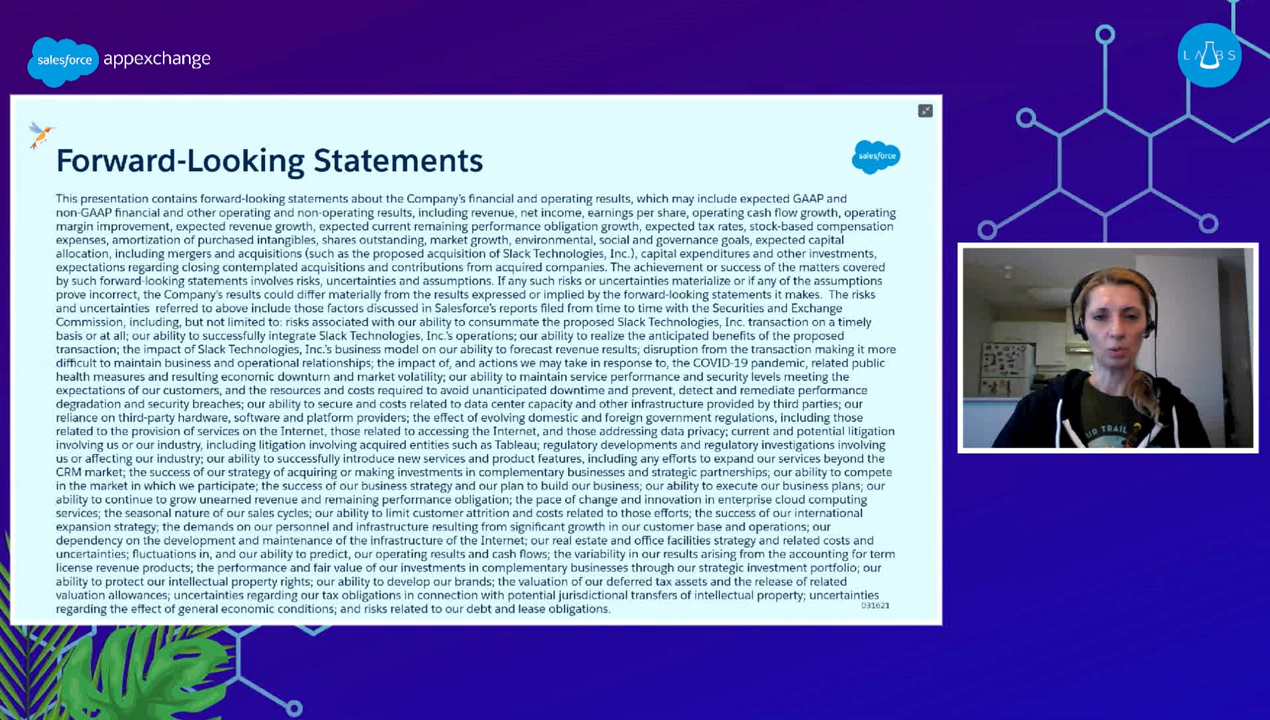 salesforce appexchange
LABS
Forward-Looking Statements
salesforce
This presentation contains forward-looking statements about the Company's financial and operating results, which may include expected GAAP and
non-GAAP financial and other operating and non-operating results, including revenue, net income, earnings per share, operating cash flow growth, operating
margin improvement, expected revenue growth, expected current remaining performance obligation growth, expected tax rates, stock-based compensation
expenses, amortization of purchased intangibles, shares outstanding, market growth, environmental, social and governance goals, expected capital
allocation, including mergers and acquisitions (such as the proposed acquisition of Slack Technologies, Inc.), capital expenditures and other investments,
expectations regarding closing contemplated acquisitions and contributions from acquired companies. The achievement or success of the matters covered
by such forward-looking statements involves risks, uncertainties and assumptions. If any such risks or uncertainties materialize or if any of the assumptions
prove incorrect, the Company's results could differ materially from the results expressed or implied by the forward-looking statements it makes. The risks
and uncertainties referred to above include those factors discussed in Salesforce's reports filed from time to time with the Securities and Exchange
Commission, including, but not limited to: risks associated with our ability to consummate the proposed Slack Technologies, Inc. transaction on a timely
basis or at all; our ability to successfully integrate Slack Technologies, Inc.'s operations; our ability to realize the anticipated benefits of the proposed
transaction; the impact of Slack Technologies, Inc.'s business model on our ability to forecast revenue results; disruption from the transaction making it more
difficult to maintain business and operational relationships; the impact of, and actions we may take in response to, the COVID-19 pandemic, related public
health measures and resulting economic downturn and market volatility; our ability to maintain service performance and security levels meeting the
expectations of our customers, and the resources and costs required to avoid unanticipated downtime and prevent, detect and remediate performance
degradation and security breaches; our ability to secure and costs related to data center capacity and other infrastructure provided by third parties; our
reliance on third-party hardware, software and platform providers; the effect of evolving domestic and foreign government regulations, including those
related to the provision of services on the Internet, those related to accessing the Internet, and those addressing data privacy; current and potential litigation
involving us or our industry, including litigation involving acquired entities such as Tableau; regulatory developments and regulatory investigations involving
us or affecting our industry; our ability to successfully introduce new services and product features, including any efforts to expand our services beyond the
CRM market; the success of our strategy of acquiring or making investments in complementary businesses and strategic partnerships; our ability to compete
in the market in which we participate; the success of our business strategy and our plan to build our business; our ability to execute our business plans; our
ability to continue to grow unearned revenue and remaining performance obligation; the pace of change and innovation in enterprise cloud computing
services; the seasonal nature of our sales cycles; our ability to limit customer attrition and costs related to those efforts; the success of our international
expansion strategy; the demands on our personnel and infrastructure resulting from significant growth in our customer base and operations; our
dependency on the development and maintenance of the infrastructure of the Internet; our real estate and office facilities strategy and related costs and
uncertainties; fluctuations in, and our ability to predict, our operating results and cash flows; the variability in our results arising from the accounting for term
license revenue products; the performance and fair value of our investments in complementary businesses through our strategic investment portfolio; our
ability to protect our intellectual property rights; our ability to develop our brands; the valuation of our deferred tax assets and the release of related
valuation allowances; uncertainties regarding our tax obligations in connection with potential jurisdictional transfers of intellectual property; uncertainties
regarding the effect of general economic conditions; and risks related to our debt and lease obligations.
031621